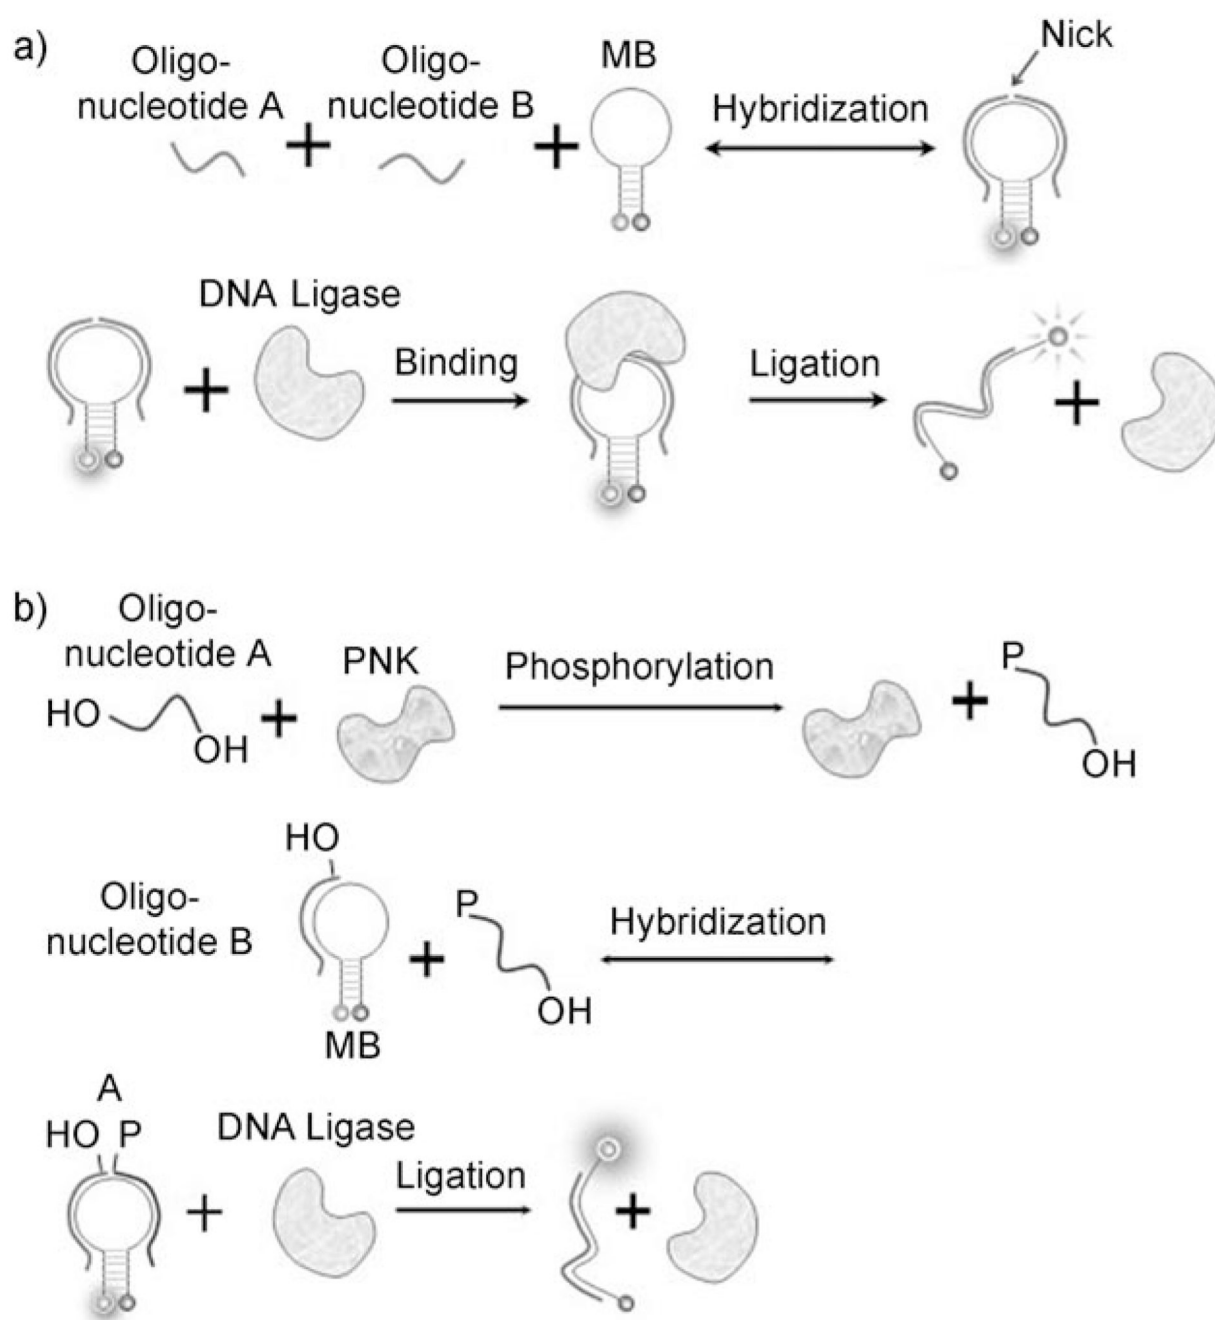 a)
Oligo-
nucleotide A
+
Oligo-
nucleotide B
+
MB
Hybridization
Nick
+
DNA Ligase
Binding
Ligation
+
b)
Oligo-
nucleotide A
HO
OH
+
PNK
Phosphorylation
+
P
OH
Oligo-
nucleotide B
HO
MB
+
P
OH
Hybridization
A
HO P
+
DNA Ligase
Ligation
+